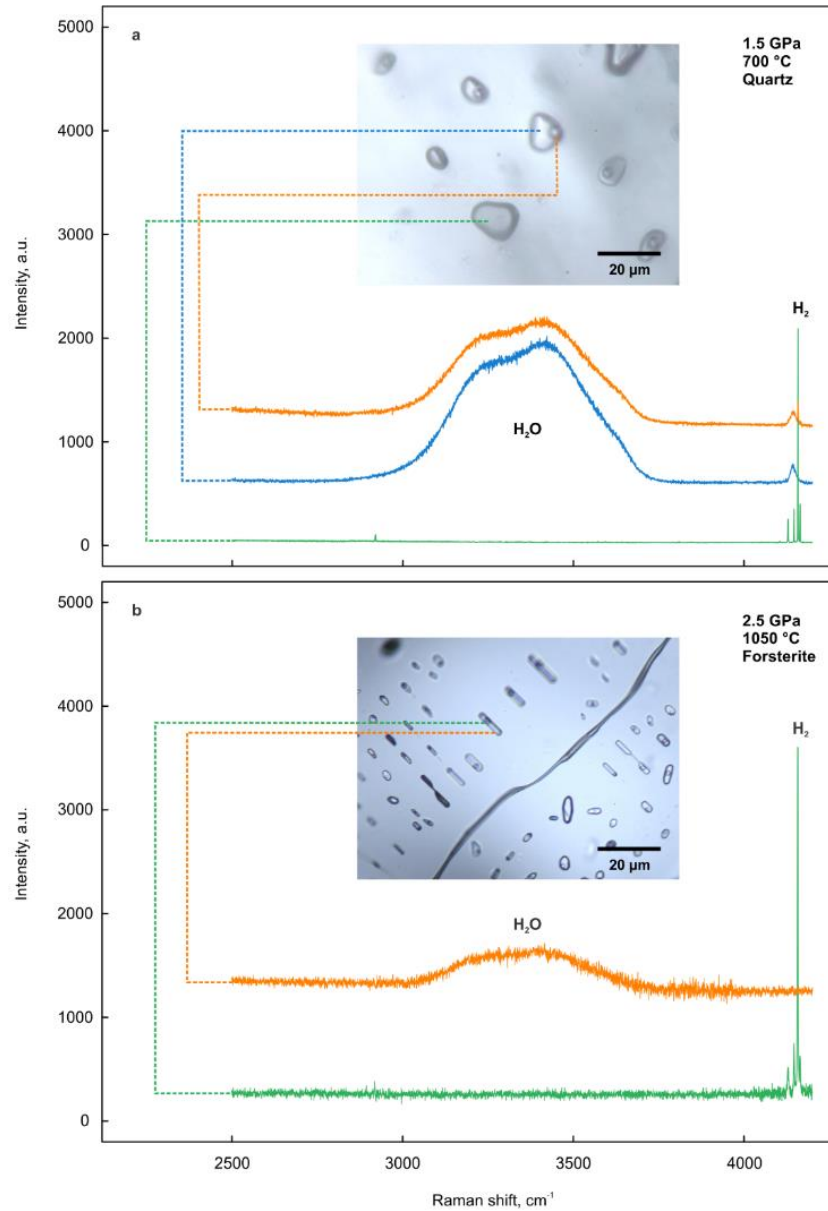 a
1.5 GPa
700 °C
Quartz
5000
4000
3000
2000
1000
0
Intensity, a.u.
20 µm
H₂
H₂O
b
2.5 GPa
1050 °C
Forsterite
5000
4000
3000
2000
1000
0
Intensity, a.u.
20 µm
H₂
H₂O
2500 3000 3500 4000
Raman shift, cm⁻¹